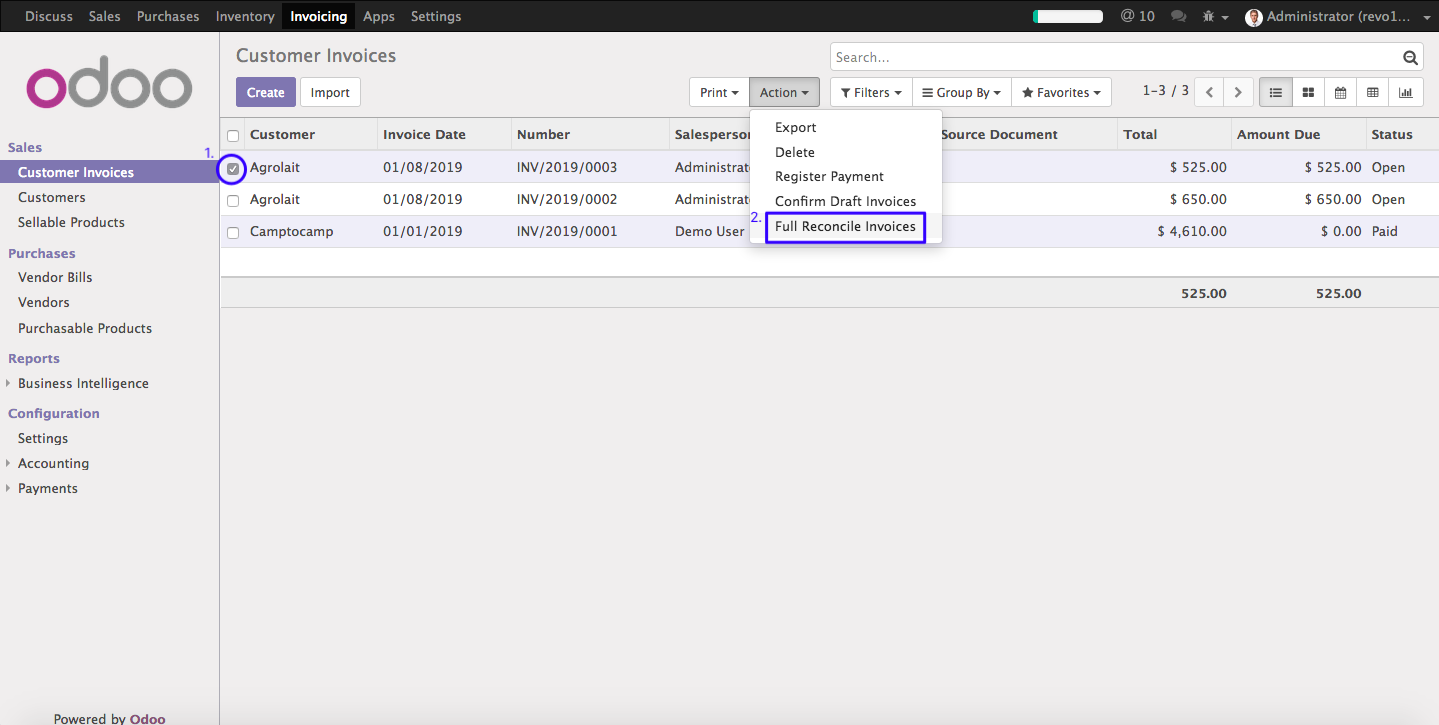 Discuss Sales Purchases Inventory Invoicing Apps Settings @ 10 Administrator (revo1...
odoo
Customer Invoices
Search...
Create Import Print Action Filters Group By Favorites 1-3 / 3
Customer Invoice Date Number Salesperson Source Document Total Amount Due Status
1. Agrolait 01/08/2019 INV/2019/0003 Administrat $ 525.00 $ 525.00 Open
Agrolait 01/08/2019 INV/2019/0002 Administrat $ 650.00 $ 650.00 Open
Camptocamp 01/01/2019 INV/2019/0001 Demo User $ 4,610.00 $ 0.00 Paid
525.00 525.00
Export
Delete
Register Payment
Confirm Draft Invoices
2. Full Reconcile Invoices
Sales
Customer Invoices
Customers
Sellable Products
Purchases
Vendor Bills
Vendors
Purchasable Products
Reports
Business Intelligence
Configuration
Settings
Accounting
Payments
Powered by Odoo